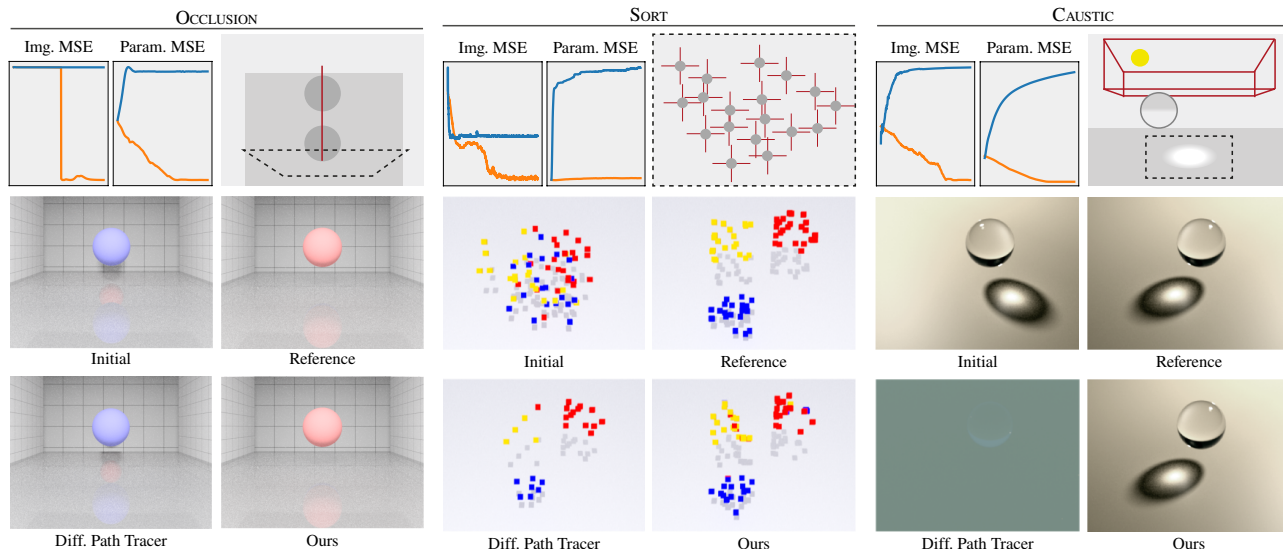 OCCLUSION
SORT
CAUSTIC
Img. MSE
Param. MSE
Img. MSE
Param. MSE
Img. MSE
Param. MSE
Initial
Reference
Initial
Reference
Initial
Reference
Diff. Path Tracer
Ours
Diff. Path Tracer
Ours
Diff. Path Tracer
Ours